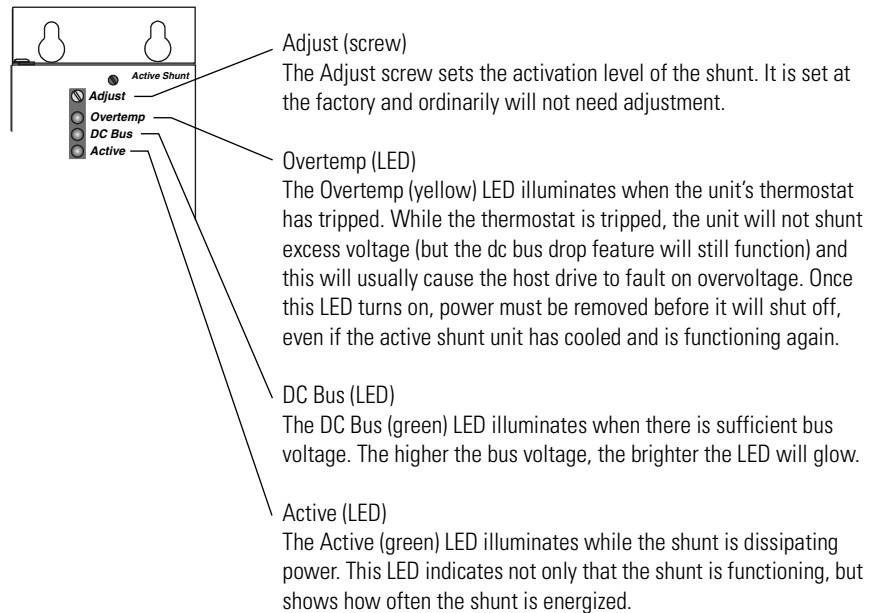 Active Shunt
Adjust
Overtemp
DC Bus
Active
Adjust (screw)
The Adjust screw sets the activation level of the shunt. It is set at
the factory and ordinarily will not need adjustment.
Overtemp (LED)
The Overtemp (yellow) LED illuminates when the unit's thermostat
has tripped. While the thermostat is tripped, the unit will not shunt
excess voltage (but the dc bus drop feature will still function) and
this will usually cause the host drive to fault on overvoltage. Once
this LED turns on, power must be removed before it will shut off,
even if the active shunt unit has cooled and is functioning again.
DC Bus (LED)
The DC Bus (green) LED illuminates when there is sufficient bus
voltage. The higher the bus voltage, the brighter the LED will glow.
Active (LED)
The Active (green) LED illuminates while the shunt is dissipating
power. This LED indicates not only that the shunt is functioning, but
shows how often the shunt is energized.